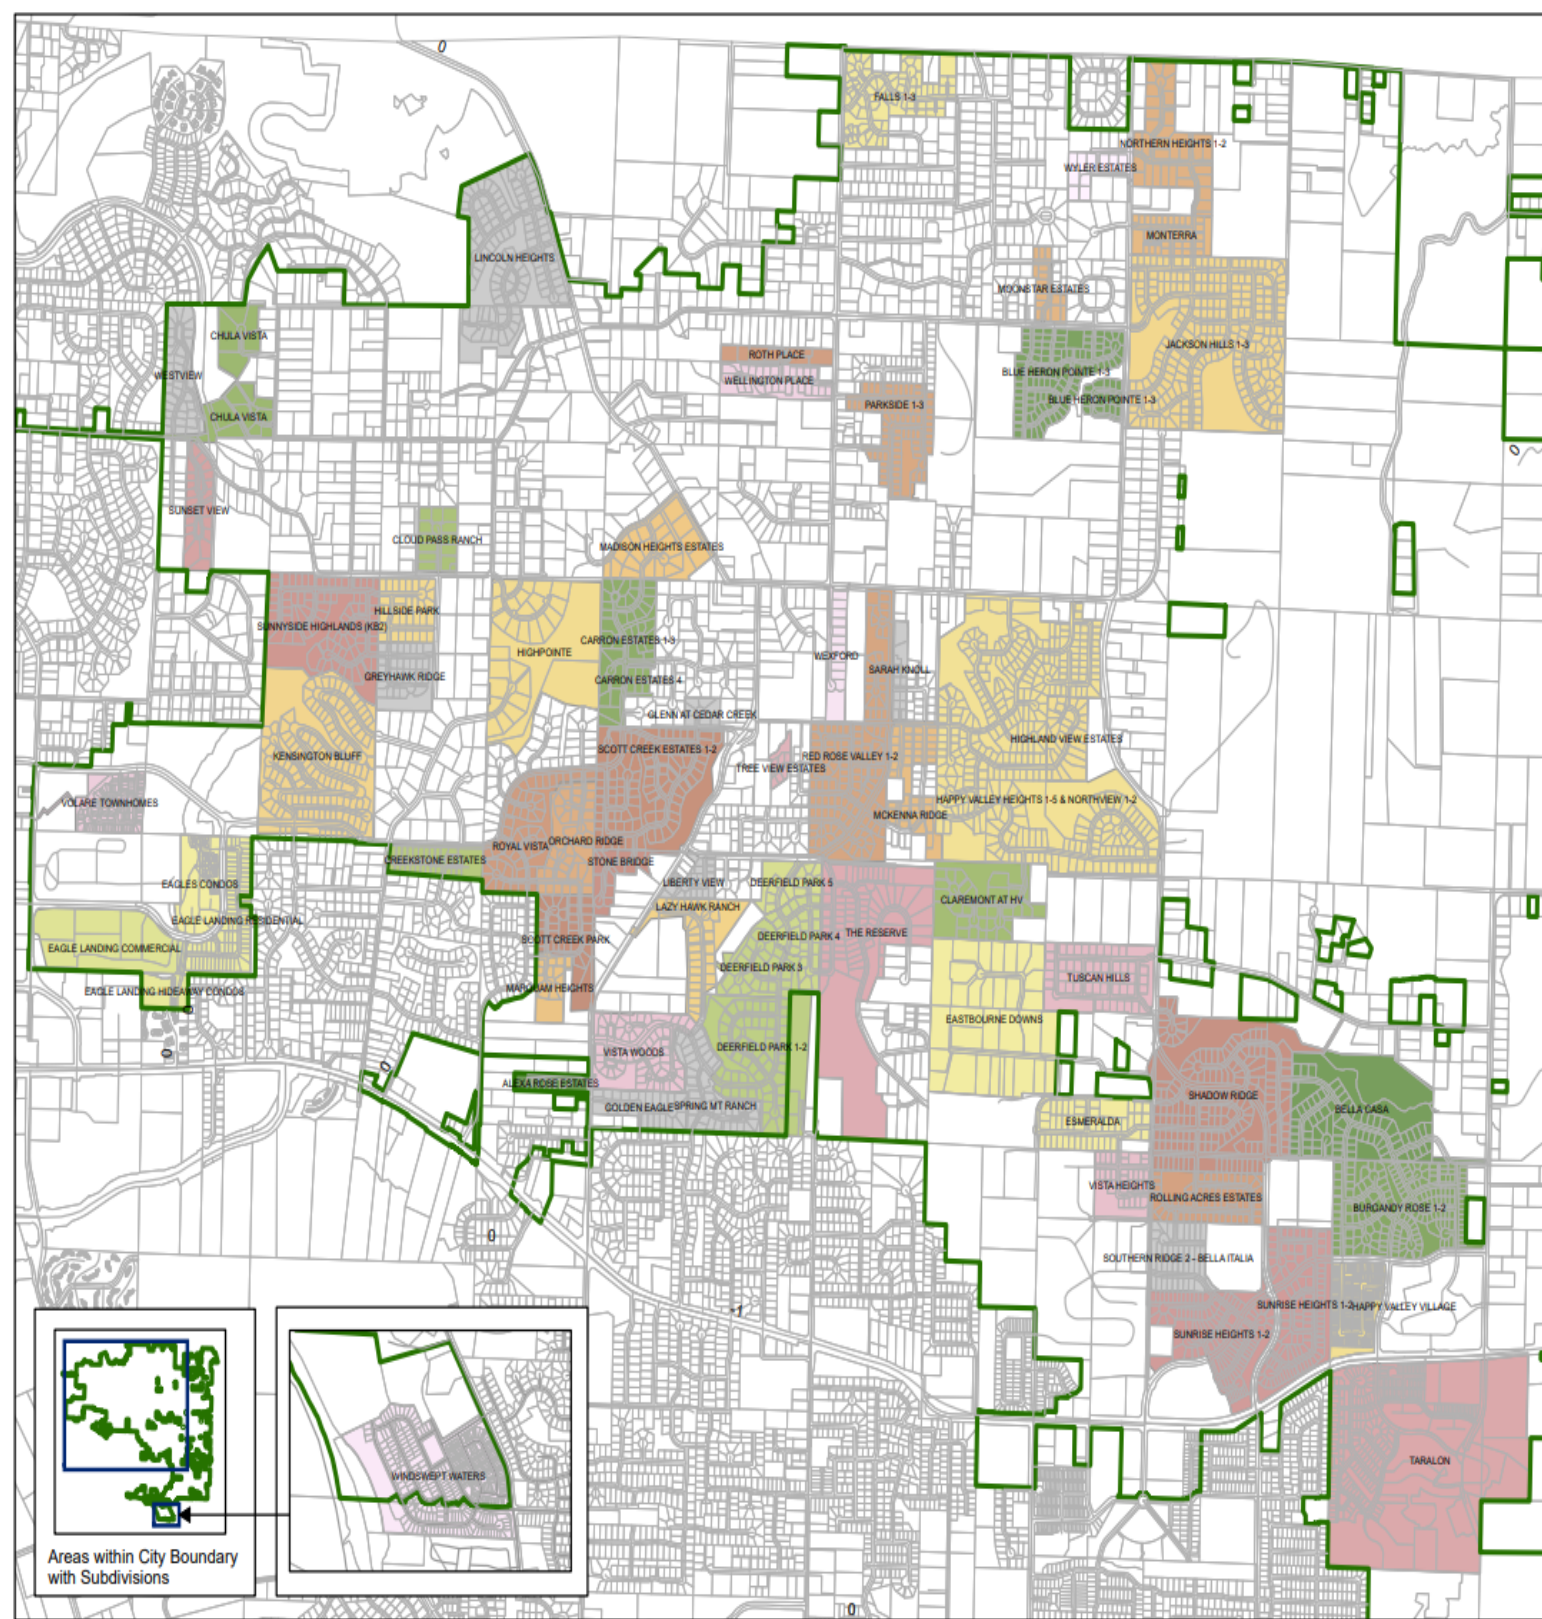 0
FALLS 1-3
NORTHERN HEIGHTS 1-2
WYLER ESTATES
MONTERRA
LINCOLN HEIGHTS
MOONSTAR ESTATES
CHULA VISTA
JACKSON HILLS 1-3
ROTH PLACE
WESTVIEW
BLUE HERON POINTE 1-3
WELLINGTON PLACE
BLUE HERON POINTE 1-3
PARKSIDE 1-3
CHULA VISTA
0
SUNSET VIEW
CLOUD PASS RANCH
MADISON HEIGHTS ESTATES
HILLSIDE PARK
SUNNYSIDE HIGHLANDS (KB2)
CARRON ESTATES 1-3
HIGHPOINTE
WEXFORD
SARAH KNOLL
GREYHAWK RIDGE
CARRON ESTATES 4
GLENN AT CEDAR CREEK
HIGHLAND VIEW ESTATES
SCOTT CREEK ESTATES 1-2
KENSINGTON BLUFF
RED ROSE VALLEY 1-2
TREE VIEW ESTATES
VOLARE TOWNHOMES
HAPPY VALLEY HEIGHTS 1-5 & NORTHVIEW 1-2
MCKENNA RIDGE
ORCHARD RIDGE
ROYAL VISTA
CREEKSTONE ESTATES
STONE BRIDGE
EAGLES CONDOS
LIBERTY VIEW
DEERFIELD PARK 5
CLAREMONT AT HV
LAZY HAWK RANCH
EAGLE LANDING RESIDENTIAL
DEERFIELD PARK 4
THE RESERVE
SCOTT CREEK PARK
EAGLE LANDING COMMERCIAL
DEERFIELD PARK 3
TUSCAN HILLS
MARQUAM HEIGHTS
EAGLE LANDING HIDEAWAY CONDOS
0
EASTBOURNE DOWNS
DEERFIELD PARK 1-2
VISTA WOODS
0
0
ALEXA ROSE ESTATES
SHADOW RIDGE
GOLDEN EAGLE
SPRING MT RANCH
BELLA CASA
ESMERALDA
VISTA HEIGHTS
ROLLING ACRES ESTATES
BURGANDY ROSE 1-2
0
SOUTHERN RIDGE 2 - BELLA ITALIA
SUNRISE HEIGHTS 1-2
HAPPY VALLEY VILLAGE
-1
SUNRISE HEIGHTS 1-2
TARALON
WINDSWEPT WATERS
Areas within City Boundary
with Subdivisions
0